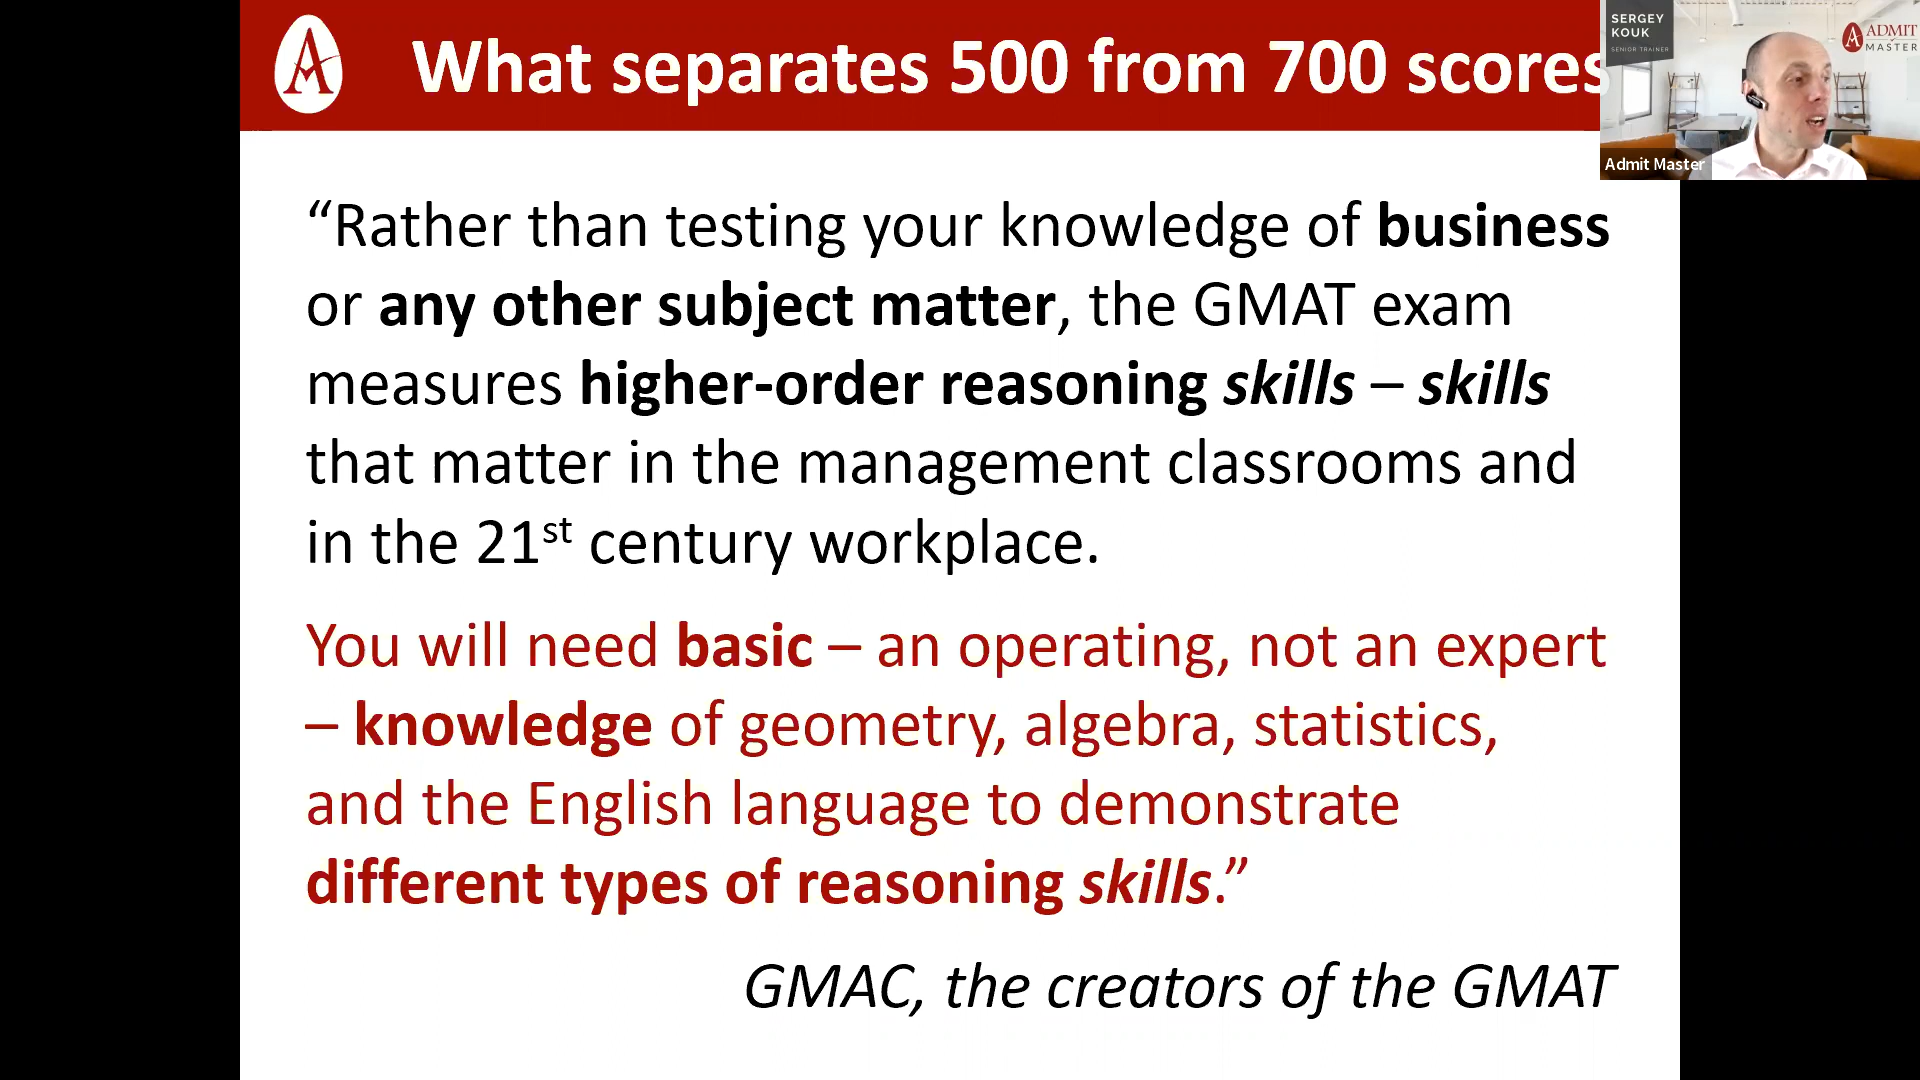 What separates 500 from 700 scores
SERGEY
KOUK
SENIOR TRAINER
ADMIT
MASTER
Admit Master
“Rather than testing your knowledge of business
or any other subject matter, the GMAT exam
measures higher-order reasoning skills – skills
that matter in the management classrooms and
in the 21st century workplace.
You will need basic – an operating, not an expert
– knowledge of geometry, algebra, statistics,
and the English language to demonstrate
different types of reasoning skills.”
GMAC, the creators of the GMAT